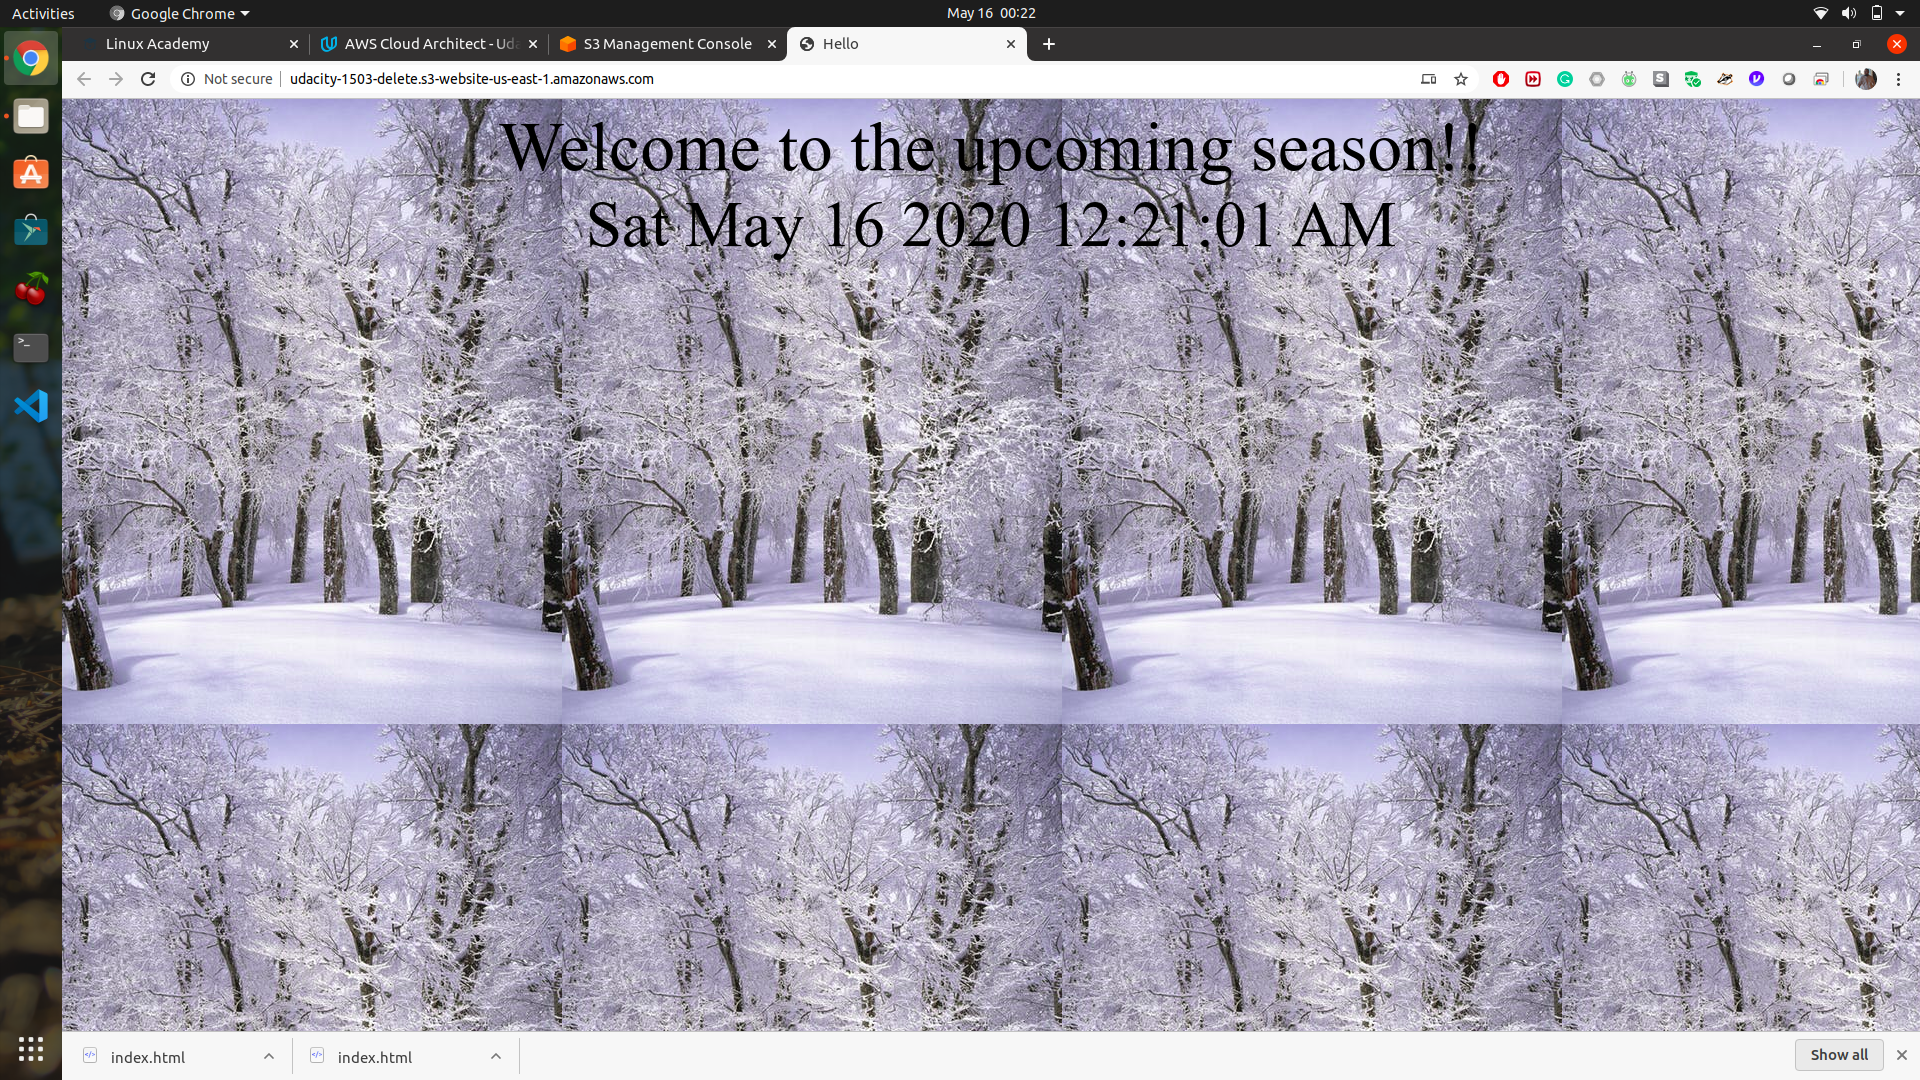 Activities
Google Chrome
May 16 00:22
Linux Academy
AWS Cloud Architect - Uda
S3 Management Console
Hello
Not secure
udacity-1503-delete.s3-website-us-east-1.amazonaws.com
Welcome to the upcoming season!!
Sat May 16 2020 12:21:01 AM
index.html
index.html
Show all